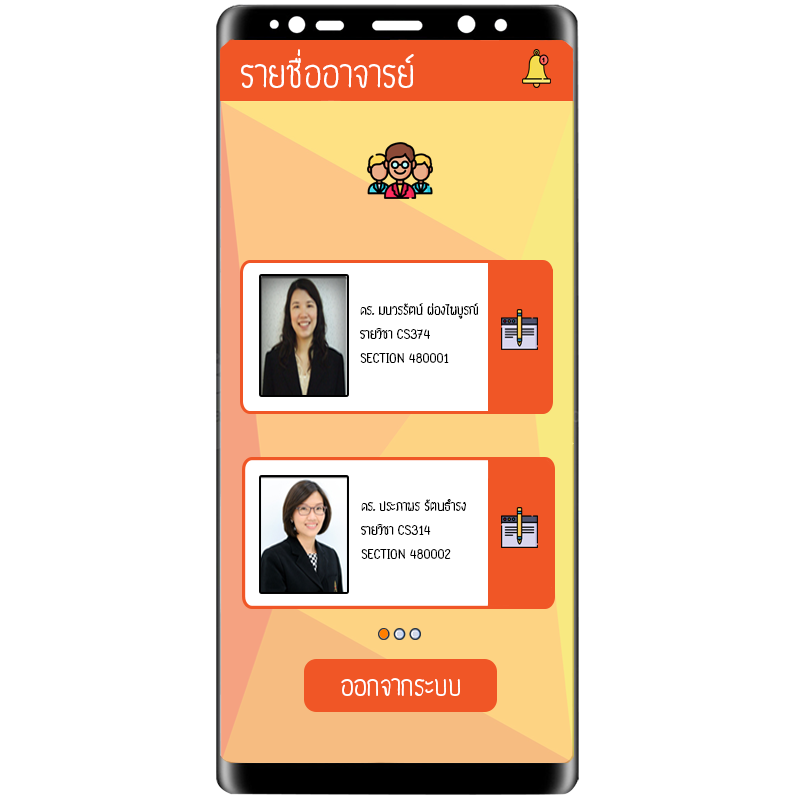 รายชื่ออาจารย์
1
ดร. มนวรรัตน์ ผ่องไพบูรณ์
รายวิชา CS374
SECTION 480001
ดร. ประภาพร รัตนธำรง
รายวิชา CS314
SECTION 480002
ออกจากระบบ